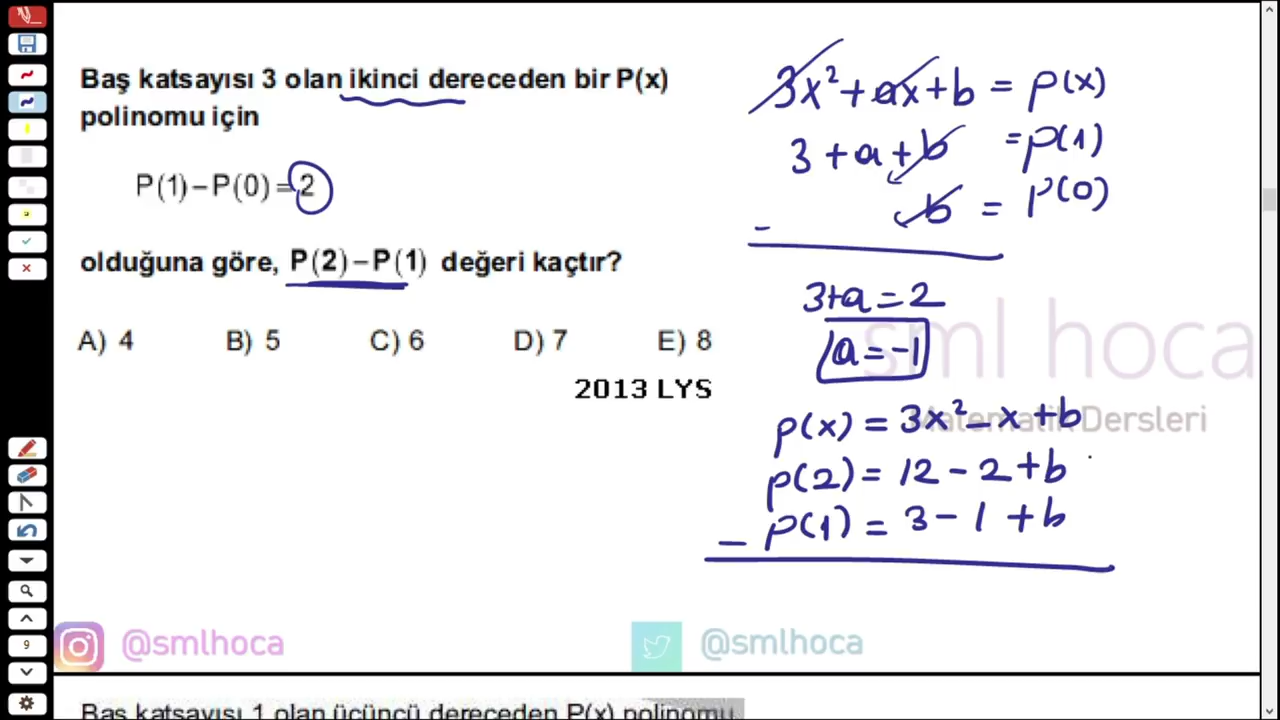 Baş katsayısı 3 olan ikinci dereceden bir P(x)
polinomu için
P(1)−P(0)=2
olduğuna göre, P(2)−P(1) değeri kaçtır?
A) 4 B) 5 C) 6 D) 7 E) 8
2013 LYS
3x²+ax+b = p(x)
3+a+b = p(1)
b = p(0)
-
3+a=2
a=-1
p(x) = 3x²-x+b
p(2) = 12-2+b
- p(1) = 3-1+b
sml hoca
Matematik Dersleri
@smlhoca
@smlhoca
9
Baş katsayısı 1 olan üçüncü dereceden P(x) polinomu